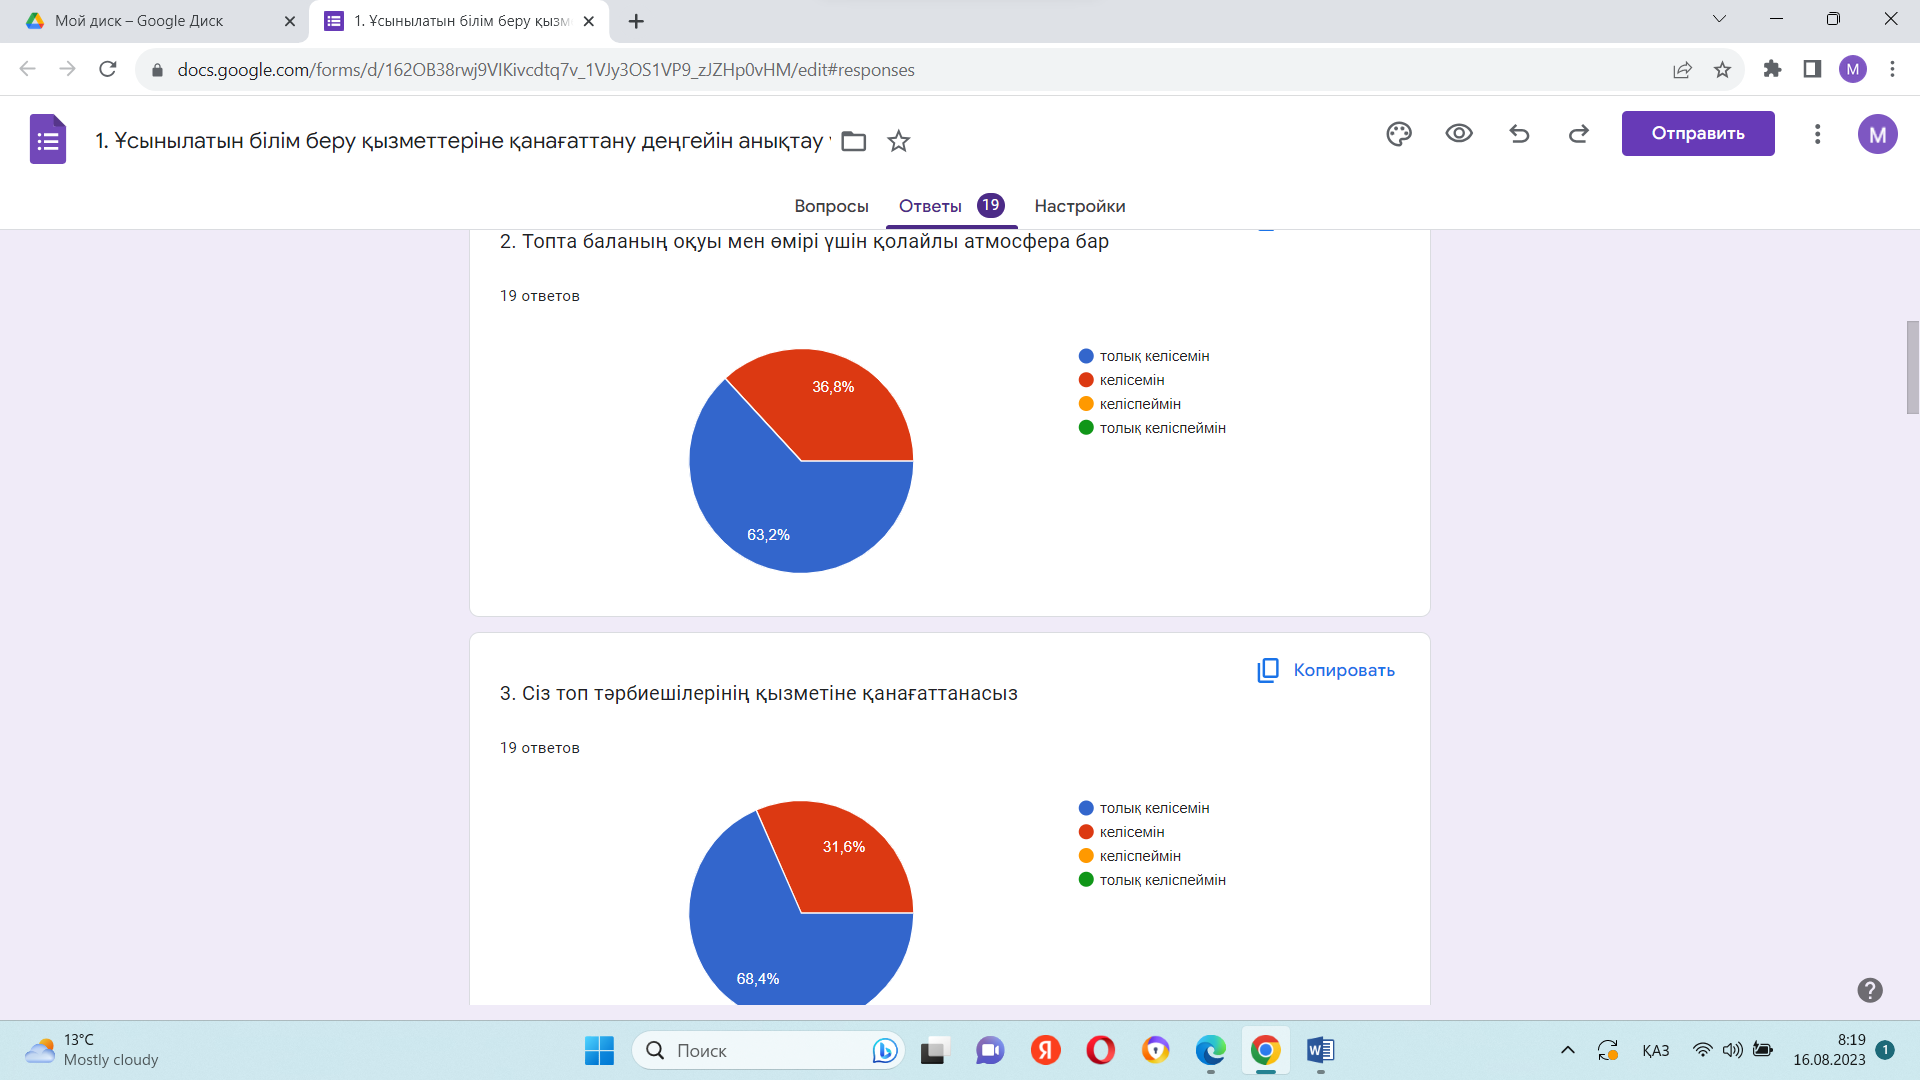 Мой диск – Google Диск
1. Ұсынылатын білім беру қызм
docs.google.com/forms/d/162OB38rwj9VIKivcdtq7v_1VJy3OS1VP9_zJZHp0vHM/edit#responses
M
1. Ұсынылатын білім беру қызметтеріне қанағаттану деңгейін анықтау
Отправить
M
Вопросы
Ответы 19
Настройки
2. Топта баланың оқуы мен өмірі үшін қолайлы атмосфера бар
19 ответов
36,8%
63,2%
толық келісемін
келісемін
келіспеймін
толық келіспеймін
Копировать
3. Сіз топ тәрбиешілерінің қызметіне қанағаттанасыз
19 ответов
31,6%
68,4%
толық келісемін
келісемін
келіспеймін
толық келіспеймін
13°C
Mostly cloudy
Поиск
ҚАЗ
8:19
16.08.2023
1